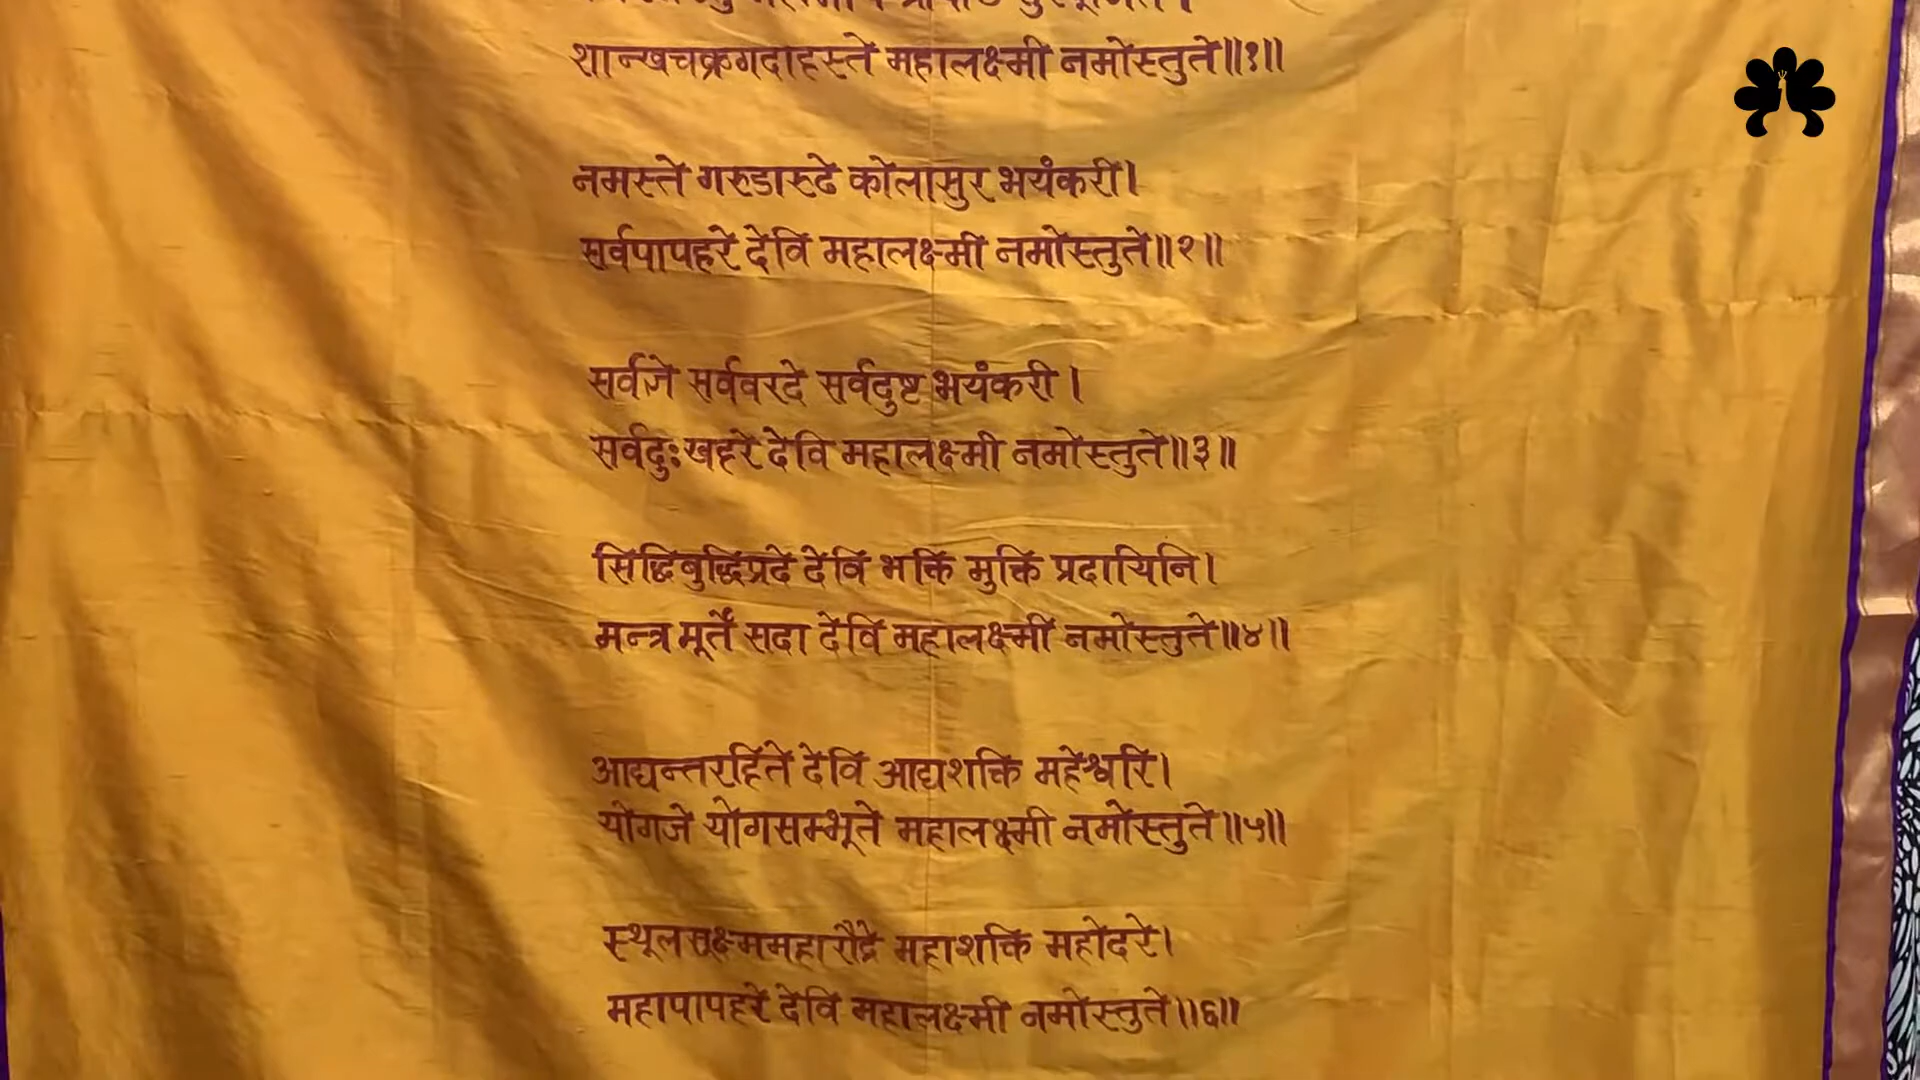 शान्खचक्रगदाहस्ते महालक्ष्मी नमोस्तुते॥१॥
नमस्ते गरुडारुढे कोलासुर भयंकरी।
सर्वपापहरे देवि महालक्ष्मी नमोस्तुते॥२॥
सर्वज्ञे सर्ववरदे सर्वदुष्ट भयंकरी।
सर्वदुःखहरे देवि महालक्ष्मी नमोस्तुते॥३॥
सिद्धिबुद्धिप्रदे देवि भक्ति मुक्ति प्रदायिनि।
मन्त्र मूर्ते सदा देवि महालक्ष्मी नमोस्तुते॥४॥
आद्यन्तरहिते देवि आद्यशक्ति महेश्वरि।
योगजे योगसम्भूते महालक्ष्मी नमोस्तुते॥५॥
स्थूलसूक्ष्ममहारौद्रे महाशक्ति महोदरे।
महापापहरे देवि महालक्ष्मी नमोस्तुते॥६॥